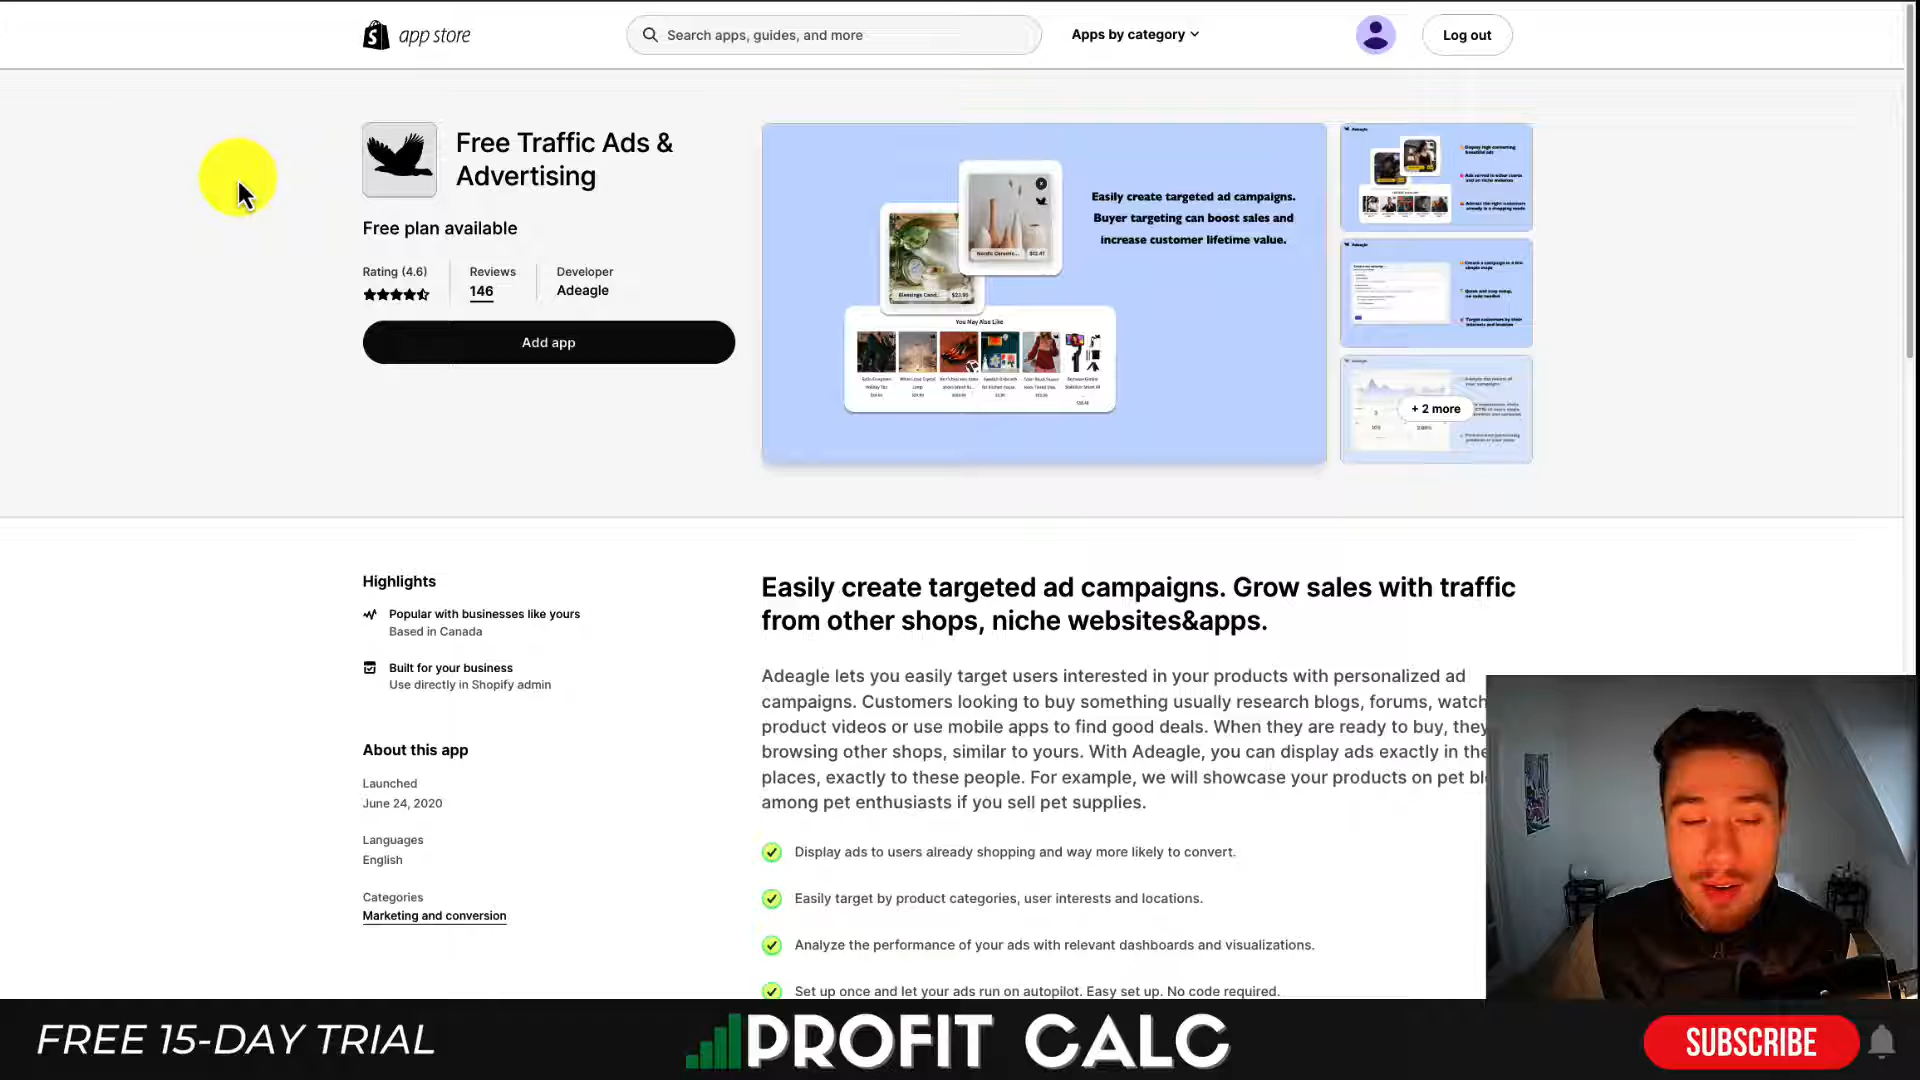 app store
Search apps, guides, and more
Apps by category
Log out
Free Traffic Ads &
Advertising
Free plan available
Rating (4.6)
Reviews
146
Developer
Adeagle
Add app
Easily create targeted ad campaigns.
Buyer targeting can boost sales and
increase customer lifetime value.
You May Also Like
+ 2 more
Highlights
Popular with businesses like yours
Based in Canada
Built for your business
Use directly in Shopify admin
About this app
Launched
June 24, 2020
Languages
English
Categories
Marketing and conversion
Easily create targeted ad campaigns. Grow sales with traffic
from other shops, niche websites&apps.
Adeagle lets you easily target users interested in your products with personalized ad
campaigns. Customers looking to buy something usually research blogs, forums, watch
product videos or use mobile apps to find good deals. When they are ready to buy, they
browsing other shops, similar to yours. With Adeagle, you can display ads exactly in the
places, exactly to these people. For example, we will showcase your products on pet bl
among pet enthusiasts if you sell pet supplies.
Display ads to users already shopping and way more likely to convert.
Easily target by product categories, user interests and locations.
Analyze the performance of your ads with relevant dashboards and visualizations.
Set up once and let your ads run on autopilot. Easy set up. No code required.
FREE 15-DAY TRIAL
PROFIT CALC
SUBSCRIBE